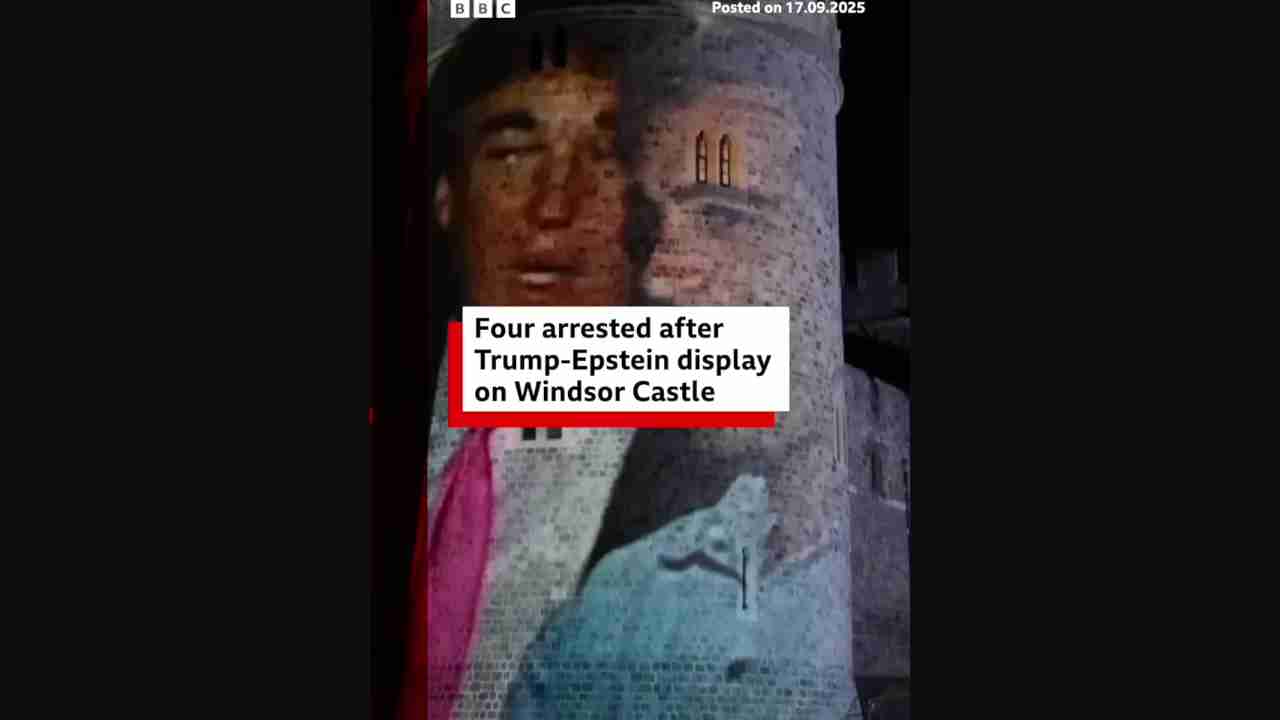 BBC
Posted on 17.09.2025
Four arrested after
Trump-Epstein display
on Windsor Castle